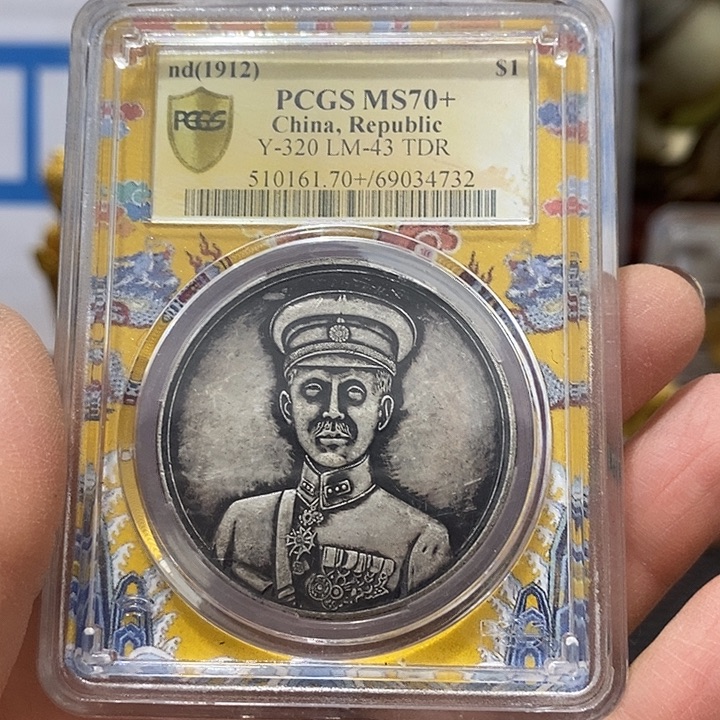 nd(1912) $1
PCGS MS70+
China, Republic
Y-320 LM-43 TDR
510161.70+/69034732
PCGS